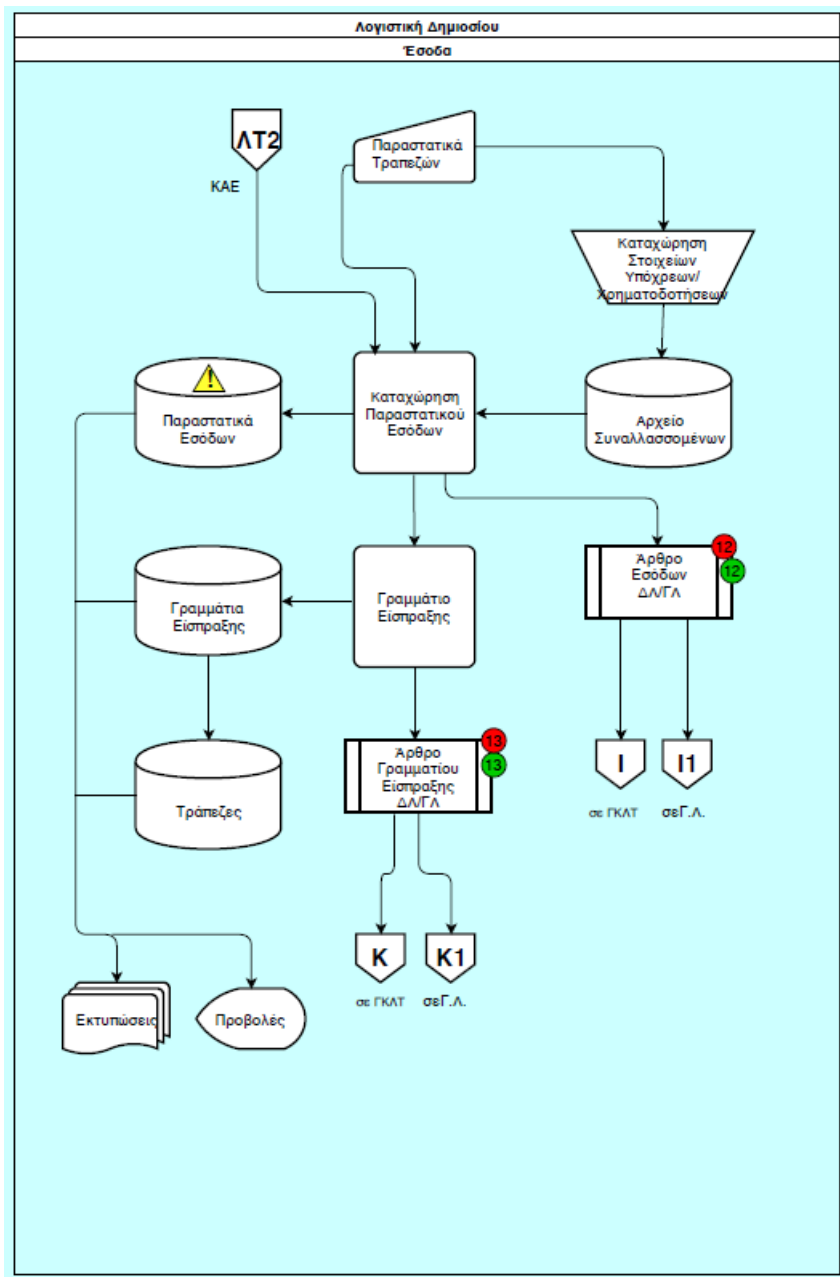 Λογιστική Δημιοσίου
Έσοδα
ΛΤ2
ΚΑΕ
Παραστατικά
Τραπεζών
Καταχώρηση
Στοιχείων
Υπόχρεων/
Χρηματοδοτήσεων
Παραστατικά
Εσόδων
Καταχώρηση
Παραστατικού
Εσόδων
Αρχείο
Συναλλασσομένων
Γραμμάτια
Είσπραξης
Γραμμάτιο
Είσπραξης
Άρθρο
Εσόδων
ΔΛ/ΓΛ
12
12
Τράπεζες
Άρθρο
Γραμματίου
Είσπραξης
ΔΛ/ΓΛ
13
13
Ι
Ι1
σε ΓΚΛΤ
σεΓ.Λ.
Κ
Κ1
σε ΓΚΛΤ
σεΓ.Λ.
Εκτυπώσεις
Προβολές